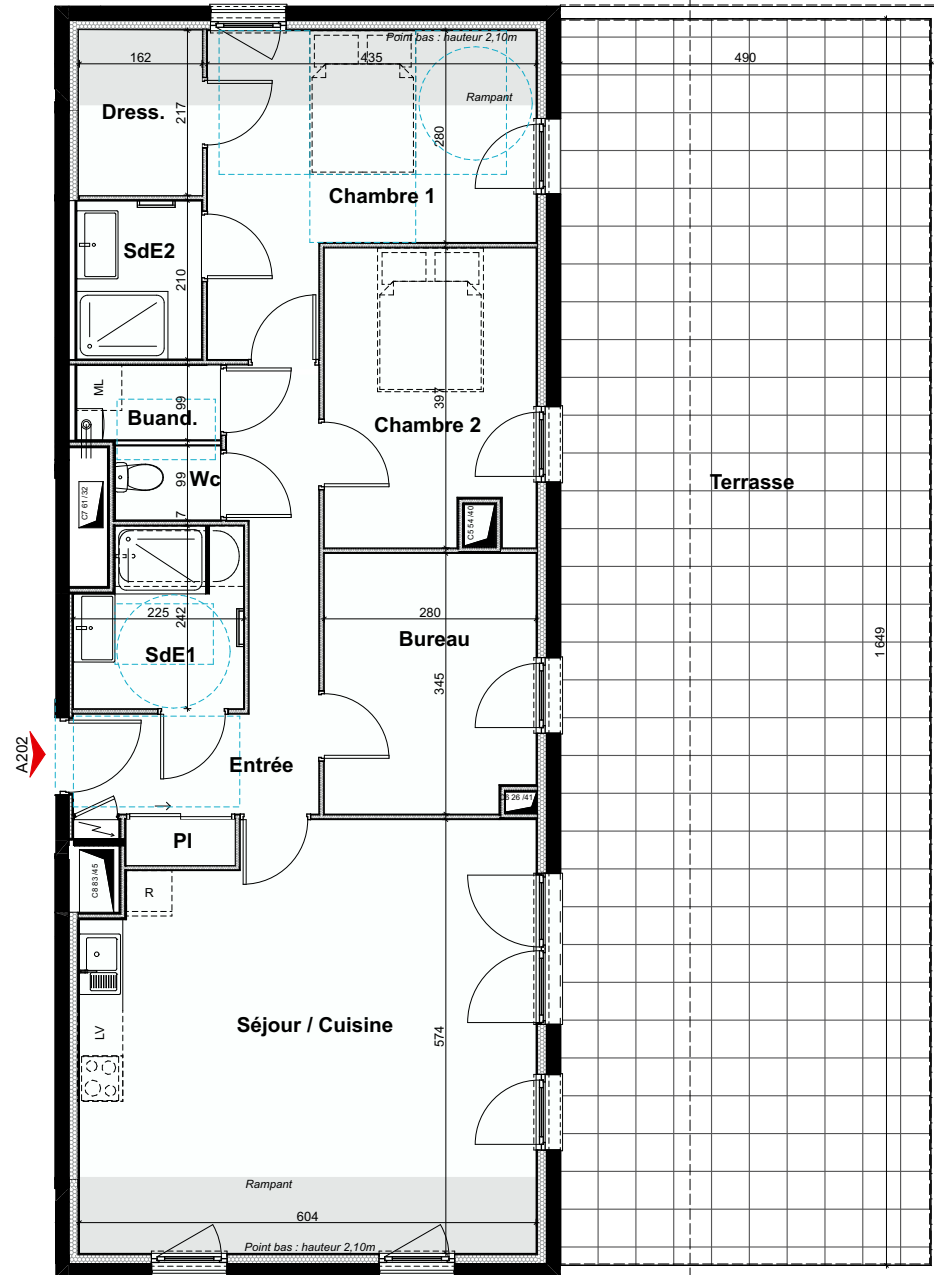 Point bas : hauteur 2,10m
162
435
490
Rampant
Dress.
217
280
Chambre 1
SdE2
210
ML
99
Buand.
397
Chambre 2
Wc
99
C7 61/32
7
C5 54/40
Terrasse
225
242
280
Bureau
1 649
SdE1
345
A202
Entrée
26 /41
Pl
C8 83/45
R
Séjour / Cuisine
LV
574
Rampant
604
Point bas : hauteur 2,10m